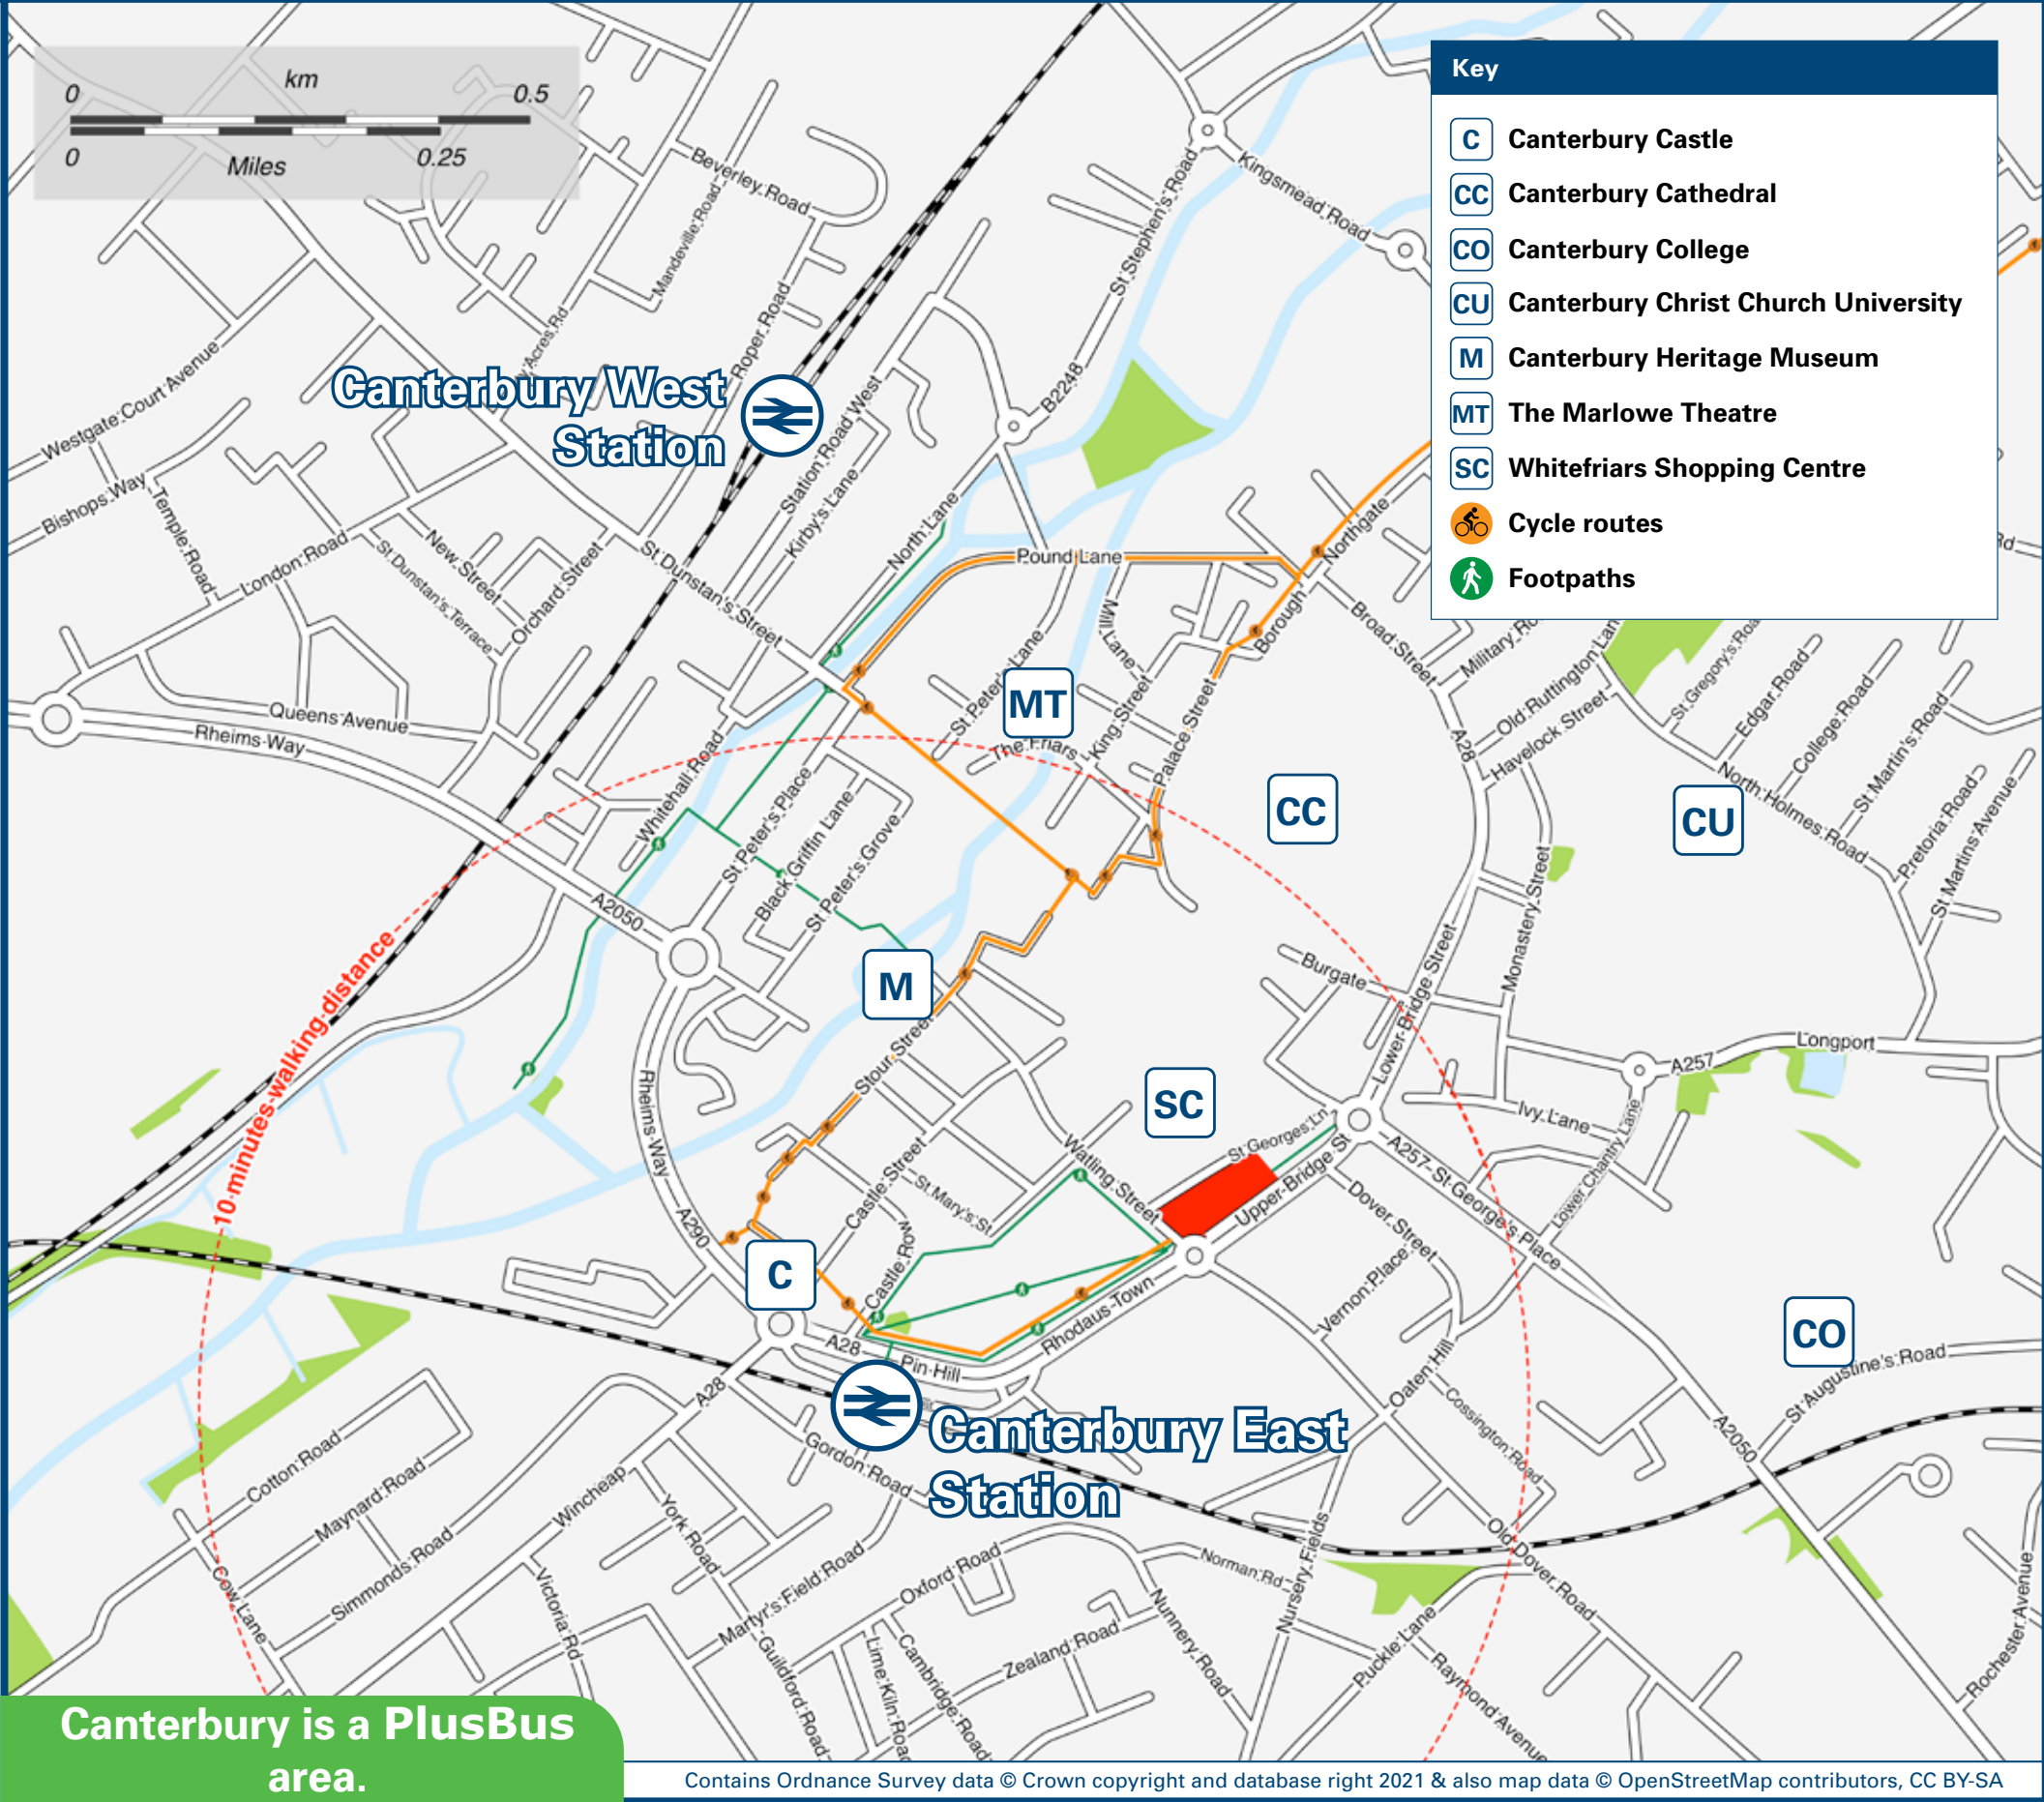 km
0
0.5
0
Miles
0.25
Key
C
Canterbury Castle
CC
Canterbury Cathedral
CO
Canterbury College
CU
Canterbury Christ Church University
M
Canterbury Heritage Museum
MT
The Marlowe Theatre
SC
Whitefriars Shopping Centre
Cycle routes
Footpaths
Beverley Road
Mandeville Road
Roper Road
St Stephen's Road
Kingsmead Road
B2248
Westgate Court Avenue
Bishops Way
Temple Road
London Road
Canterbury West
Station
Station Road West
Kirby's Lane
North Lane
New Street
St Dunstan's Terrace
Orchard Street
St Dunstan's Street
Pound Lane
Mill Lane
Northgate
Borough
Broad Street
Military
Old Ruttington
Havelock Street
St Gregory's
Edgar Road
College Road
St Martin's Road
North Holmes Road
Pretoria Road
St Martins Avenue
Queens Avenue
Rheims Way
Whitehall Road
St Peter's Lane
MT
The Friars
King Street
Palace Street
A28
CC
CU
St Peter's Place
Black Griffin Lane
St Peter's Grove
A2050
M
Stour Street
Burgate
Lower Bridge Street
Monastery Street
Longport
A257
Ivy Lane
Lower Chantry Lane
10 minutes walking distance
Rheims Way
A290
SC
St Georges Ln
Upper Bridge St
Watling Street
Castle Street
St Mary's St
Castle Row
C
A28
Pin Hill
Rhodaus Town
A257 St George's Place
Dover Street
Vernon Place
Oaten Hill
Cossington Road
CO
St Augustine's Road
A2050
Canterbury East
Station
A28
Gordon Road
Cotton Road
Maynard Road
Simmonds Road
Wincheap
York Road
Victoria Rd
Cow Lane
Martyr's Field Road
Guildford Road
Oxford Road
Lime Kiln Road
Cambridge Road
Zealand Road
Nunnery Road
Norman Rd
Nursery Fields
Old Dover Road
Puckle Lane
Raymond Avenue
Rochester Avenue
Canterbury is a PlusBus
area.
Contains Ordnance Survey data © Crown copyright and database right 2021 & also map data © OpenStreetMap contributors, CC BY-SA